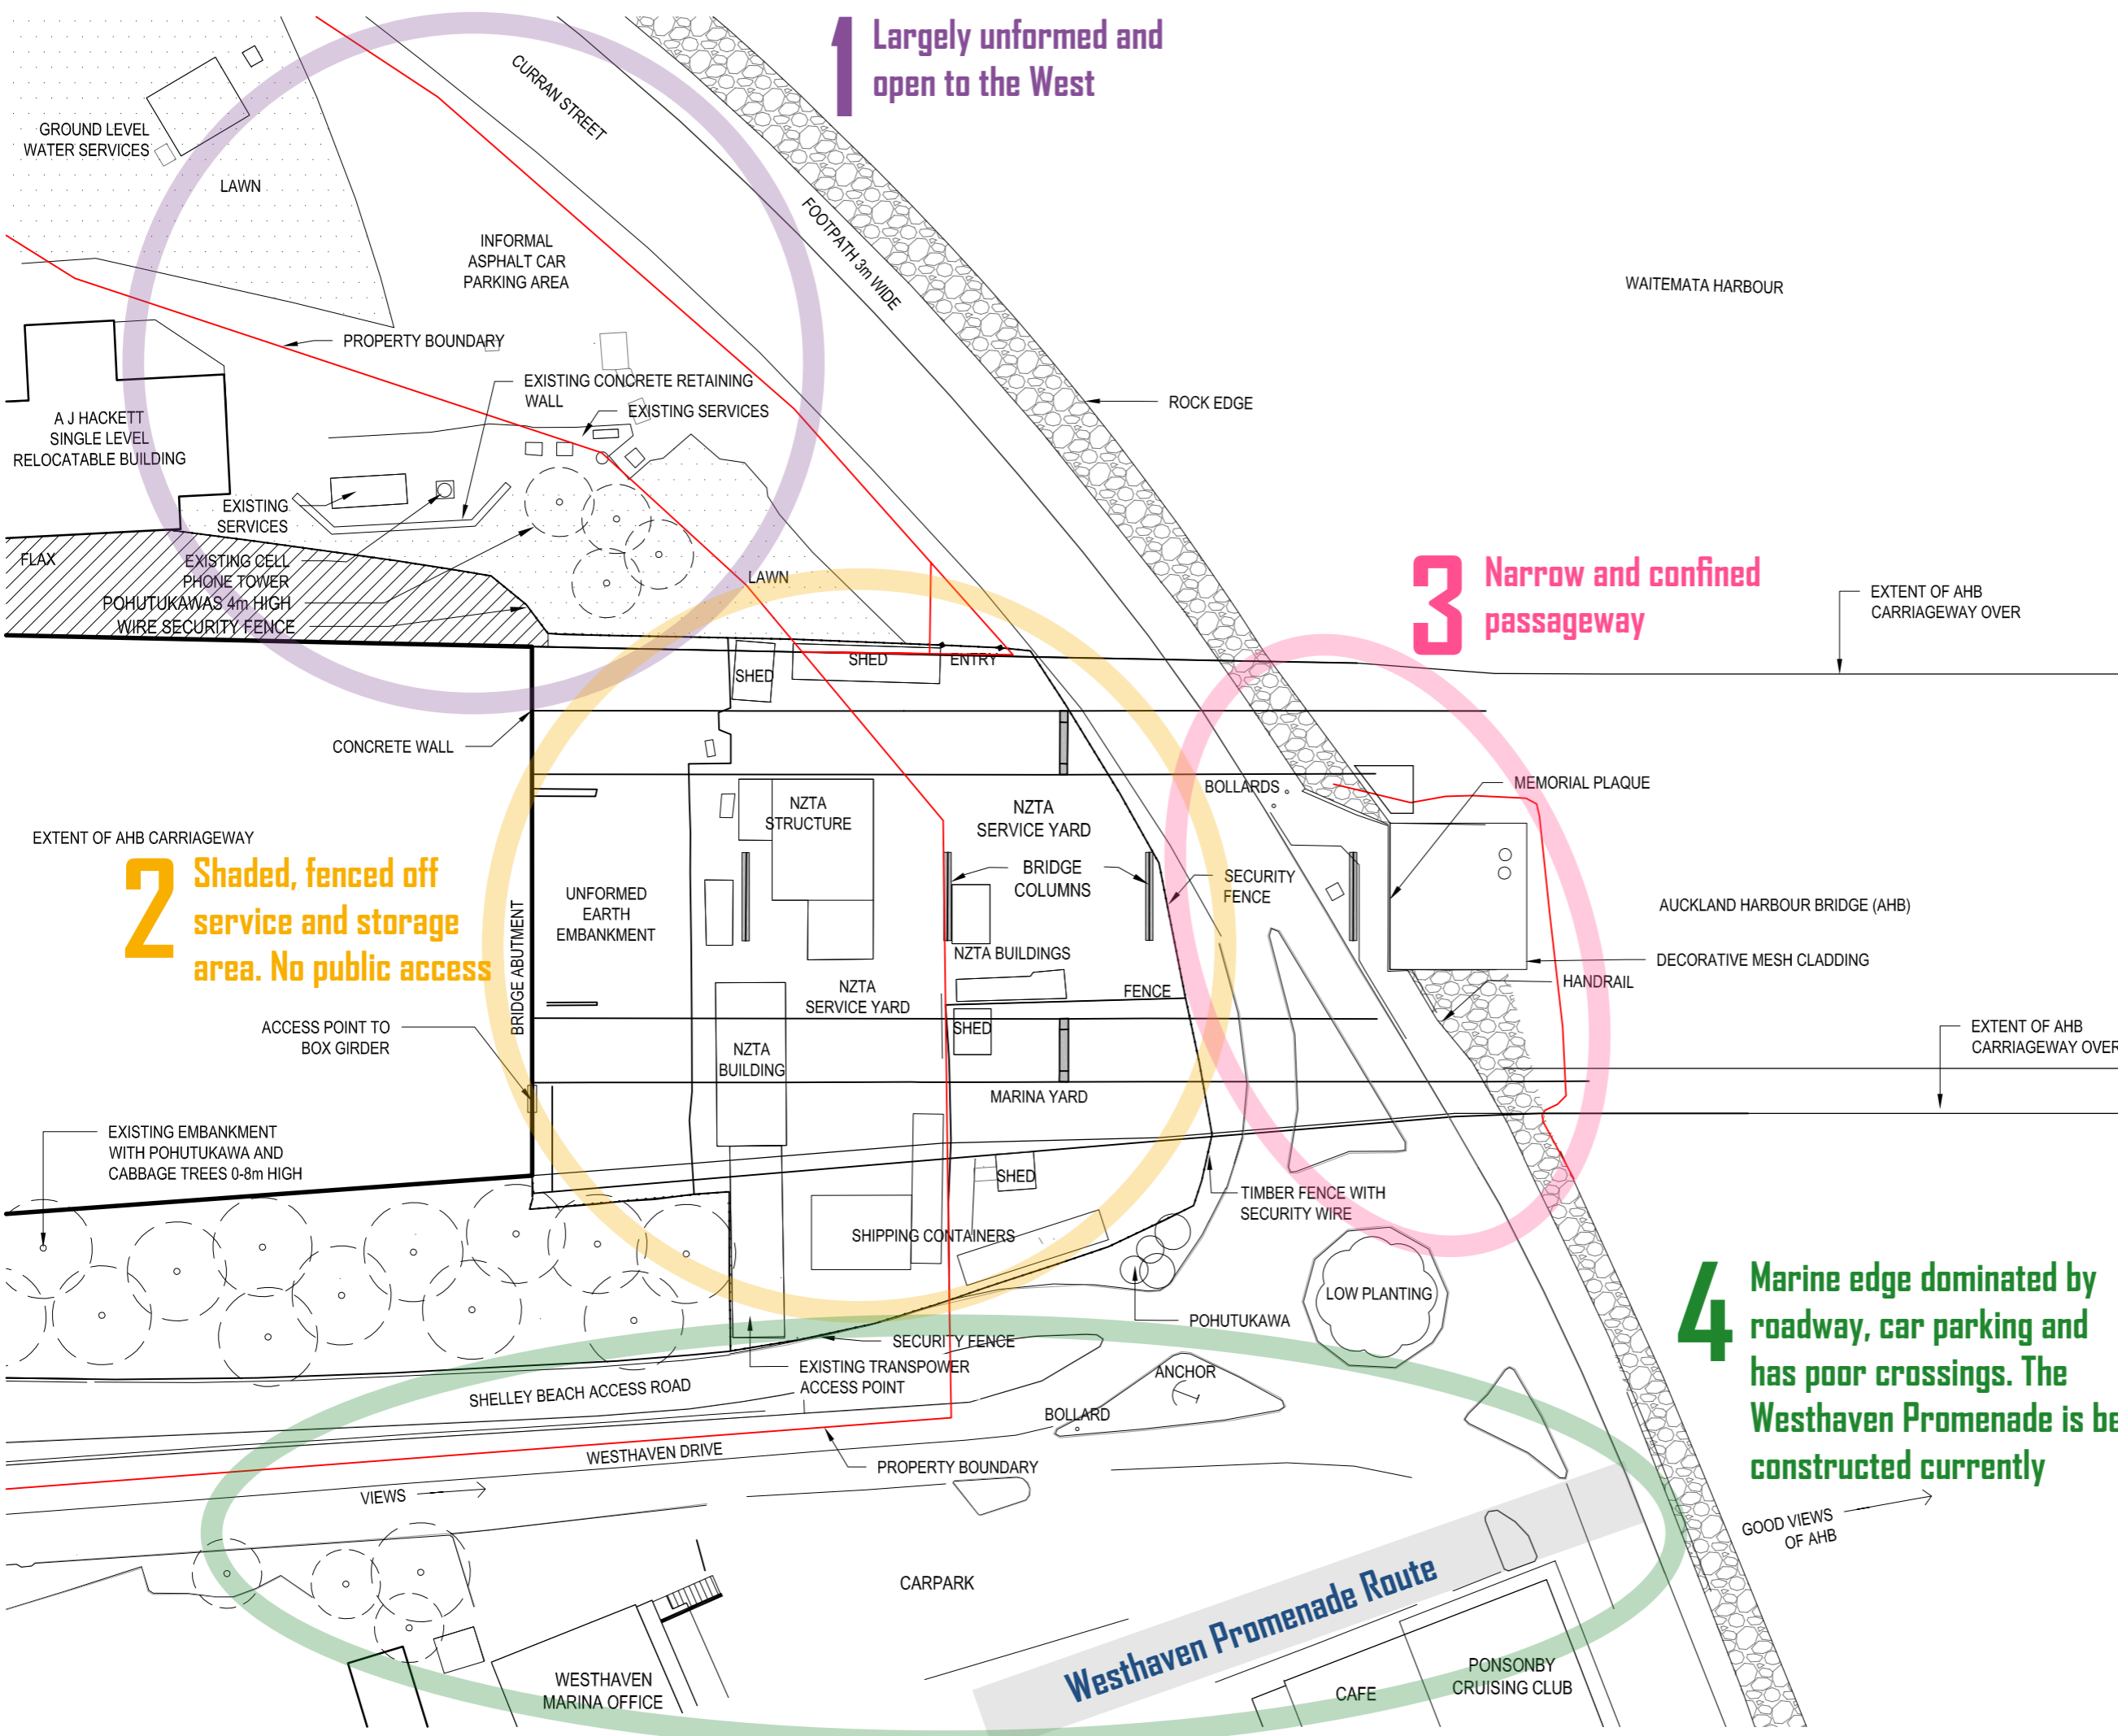 1
Largely unformed and
open to the West
CURRAN STREET
GROUND LEVEL
WATER SERVICES
LAWN
FOOTPATH 3m WIDE
INFORMAL
ASPHALT CAR
PARKING AREA
WAITEMATA HARBOUR
PROPERTY BOUNDARY
EXISTING CONCRETE RETAINING
WALL
EXISTING SERVICES
ROCK EDGE
A J HACKETT
SINGLE LEVEL
RELOCATABLE BUILDING
EXISTING
SERVICES
FLAX
EXISTING CELL
PHONE TOWER
POHUTUKAWAS 4m HIGH
WIRE SECURITY FENCE
LAWN
3
Narrow and confined
passageway
EXTENT OF AHB
CARRIAGEWAY OVER
SHED
SHED
ENTRY
CONCRETE WALL
BOLLARDS
MEMORIAL PLAQUE
NZTA
STRUCTURE
NZTA
SERVICE YARD
EXTENT OF AHB CARRIAGEWAY
2
Shaded, fenced off
service and storage
area. No public access
BRIDGE
COLUMNS
SECURITY
FENCE
UNFORMED
EARTH
EMBANKMENT
BRIDGE ABUTMENT
AUCKLAND HARBOUR BRIDGE (AHB)
NZTA BUILDINGS
DECORATIVE MESH CLADDING
HANDRAIL
NZTA
SERVICE YARD
FENCE
ACCESS POINT TO
BOX GIRDER
SHED
EXTENT OF AHB
CARRIAGEWAY OVER
NZTA
BUILDING
MARINA YARD
EXISTING EMBANKMENT
WITH POHUTUKAWA AND
CABBAGE TREES 0-8m HIGH
SHED
TIMBER FENCE WITH
SECURITY WIRE
SHIPPING CONTAINERS
LOW PLANTING
POHUTUKAWA
4
Marine edge dominated by
roadway, car parking and
has poor crossings. The
Westhaven Promenade is be
constructed currently
SECURITY FENCE
EXISTING TRANSPOWER
ACCESS POINT
SHELLEY BEACH ACCESS ROAD
ANCHOR
BOLLARD
WESTHAVEN DRIVE
PROPERTY BOUNDARY
VIEWS
GOOD VIEWS
OF AHB
CARPARK
Westhaven Promenade Route
WESTHAVEN
MARINA OFFICE
CAFE
PONSONBY
CRUISING CLUB